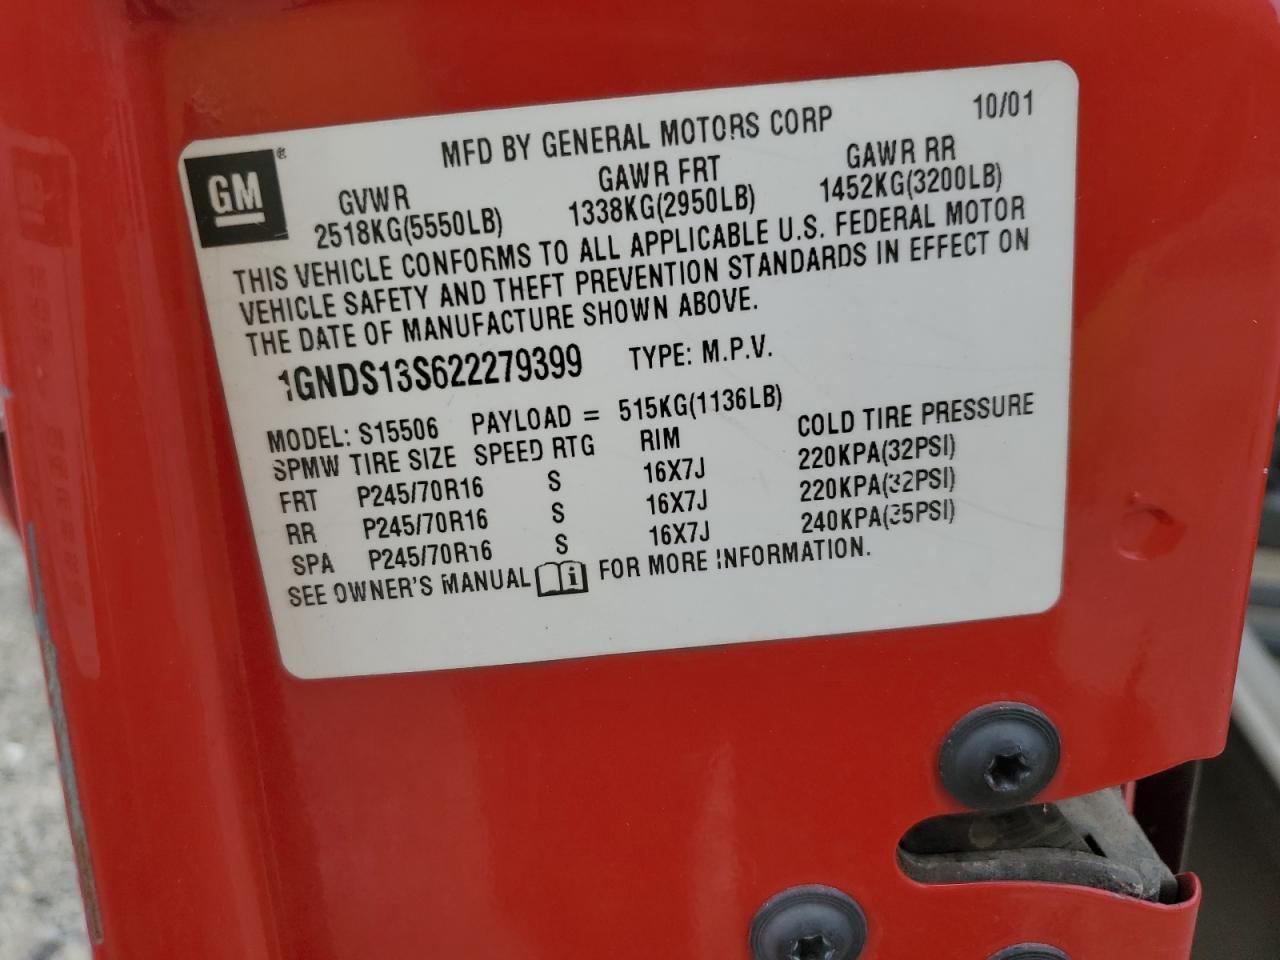 MFD BY GENERAL MOTORS CORP 10/01
GM®
GVWR GAWR FRT GAWR RR
2518KG(5550LB) 1338KG(2950LB) 1452KG(3200LB)
THIS VEHICLE CONFORMS TO ALL APPLICABLE U.S. FEDERAL MOTOR
VEHICLE SAFETY AND THEFT PREVENTION STANDARDS IN EFFECT ON
THE DATE OF MANUFACTURE SHOWN ABOVE.
1GNDS13S622279399 TYPE: M.P.V.
MODEL: S15506 PAYLOAD = 515KG(1136LB)
SPMW TIRE SIZE SPEED RTG RIM COLD TIRE PRESSURE
FRT P245/70R16 S 16X7J 220KPA(32PSI)
RR P245/70R16 S 16X7J 220KPA(32PSI)
SPA P245/70R16 S 16X7J 240KPA(35PSI)
SEE OWNER'S MANUAL i FOR MORE INFORMATION.